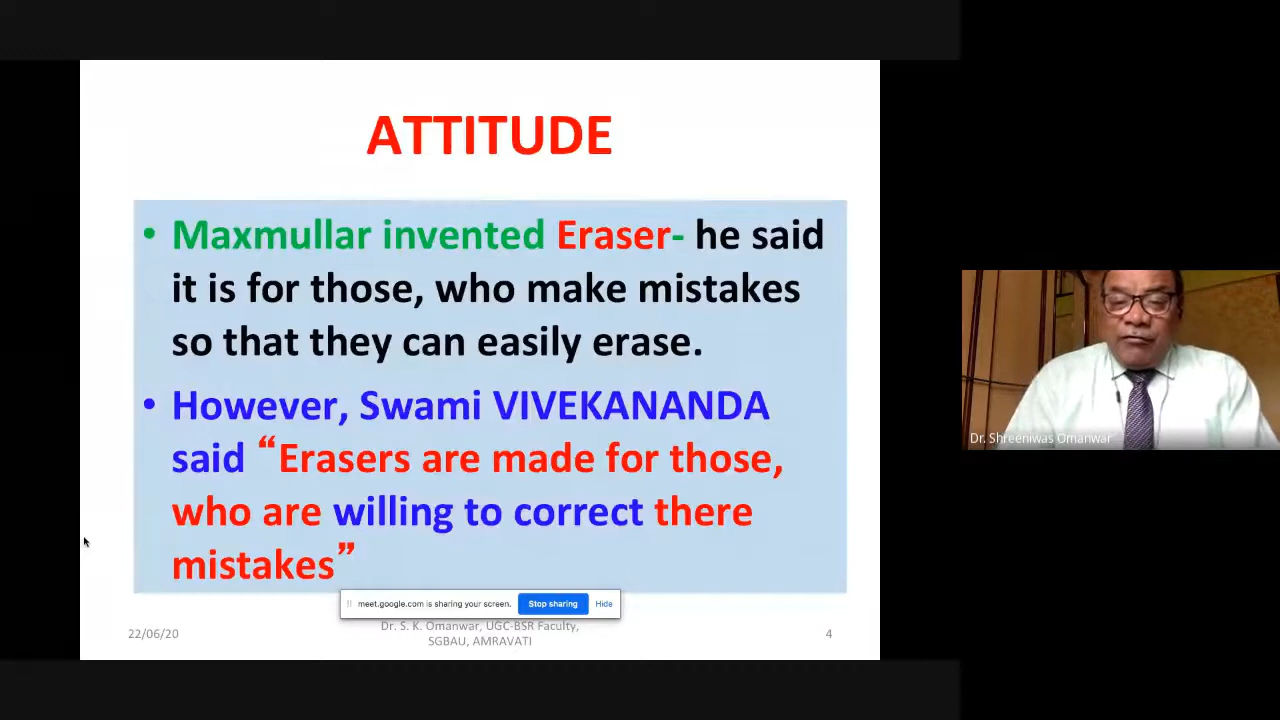 ATTITUDE
• Maxmullar invented Eraser- he said
it is for those, who make mistakes
so that they can easily erase.
• However, Swami VIVEKANANDA
said “Erasers are made for those,
who are willing to correct there
mistakes”
meet.google.com is sharing your screen. Stop sharing Hide
22/06/20
Dr. S. K. Omanwar, UGC-BSR Faculty,
SGBAU, AMRAVATI
4
Dr. Shreeniwas Omanwar